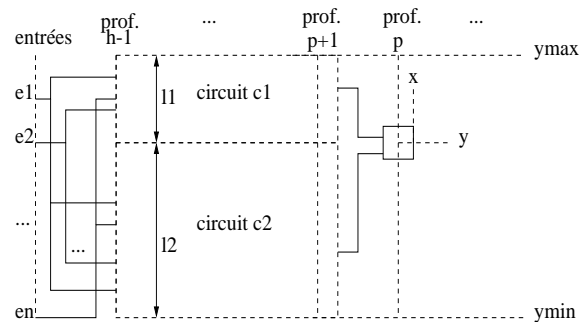 entrées
prof.
h-1
...
prof.
p+1
prof.
p
...
ymax
x
e1
l1
circuit c1
e2
y
...
...
l2
circuit c2
en
ymin